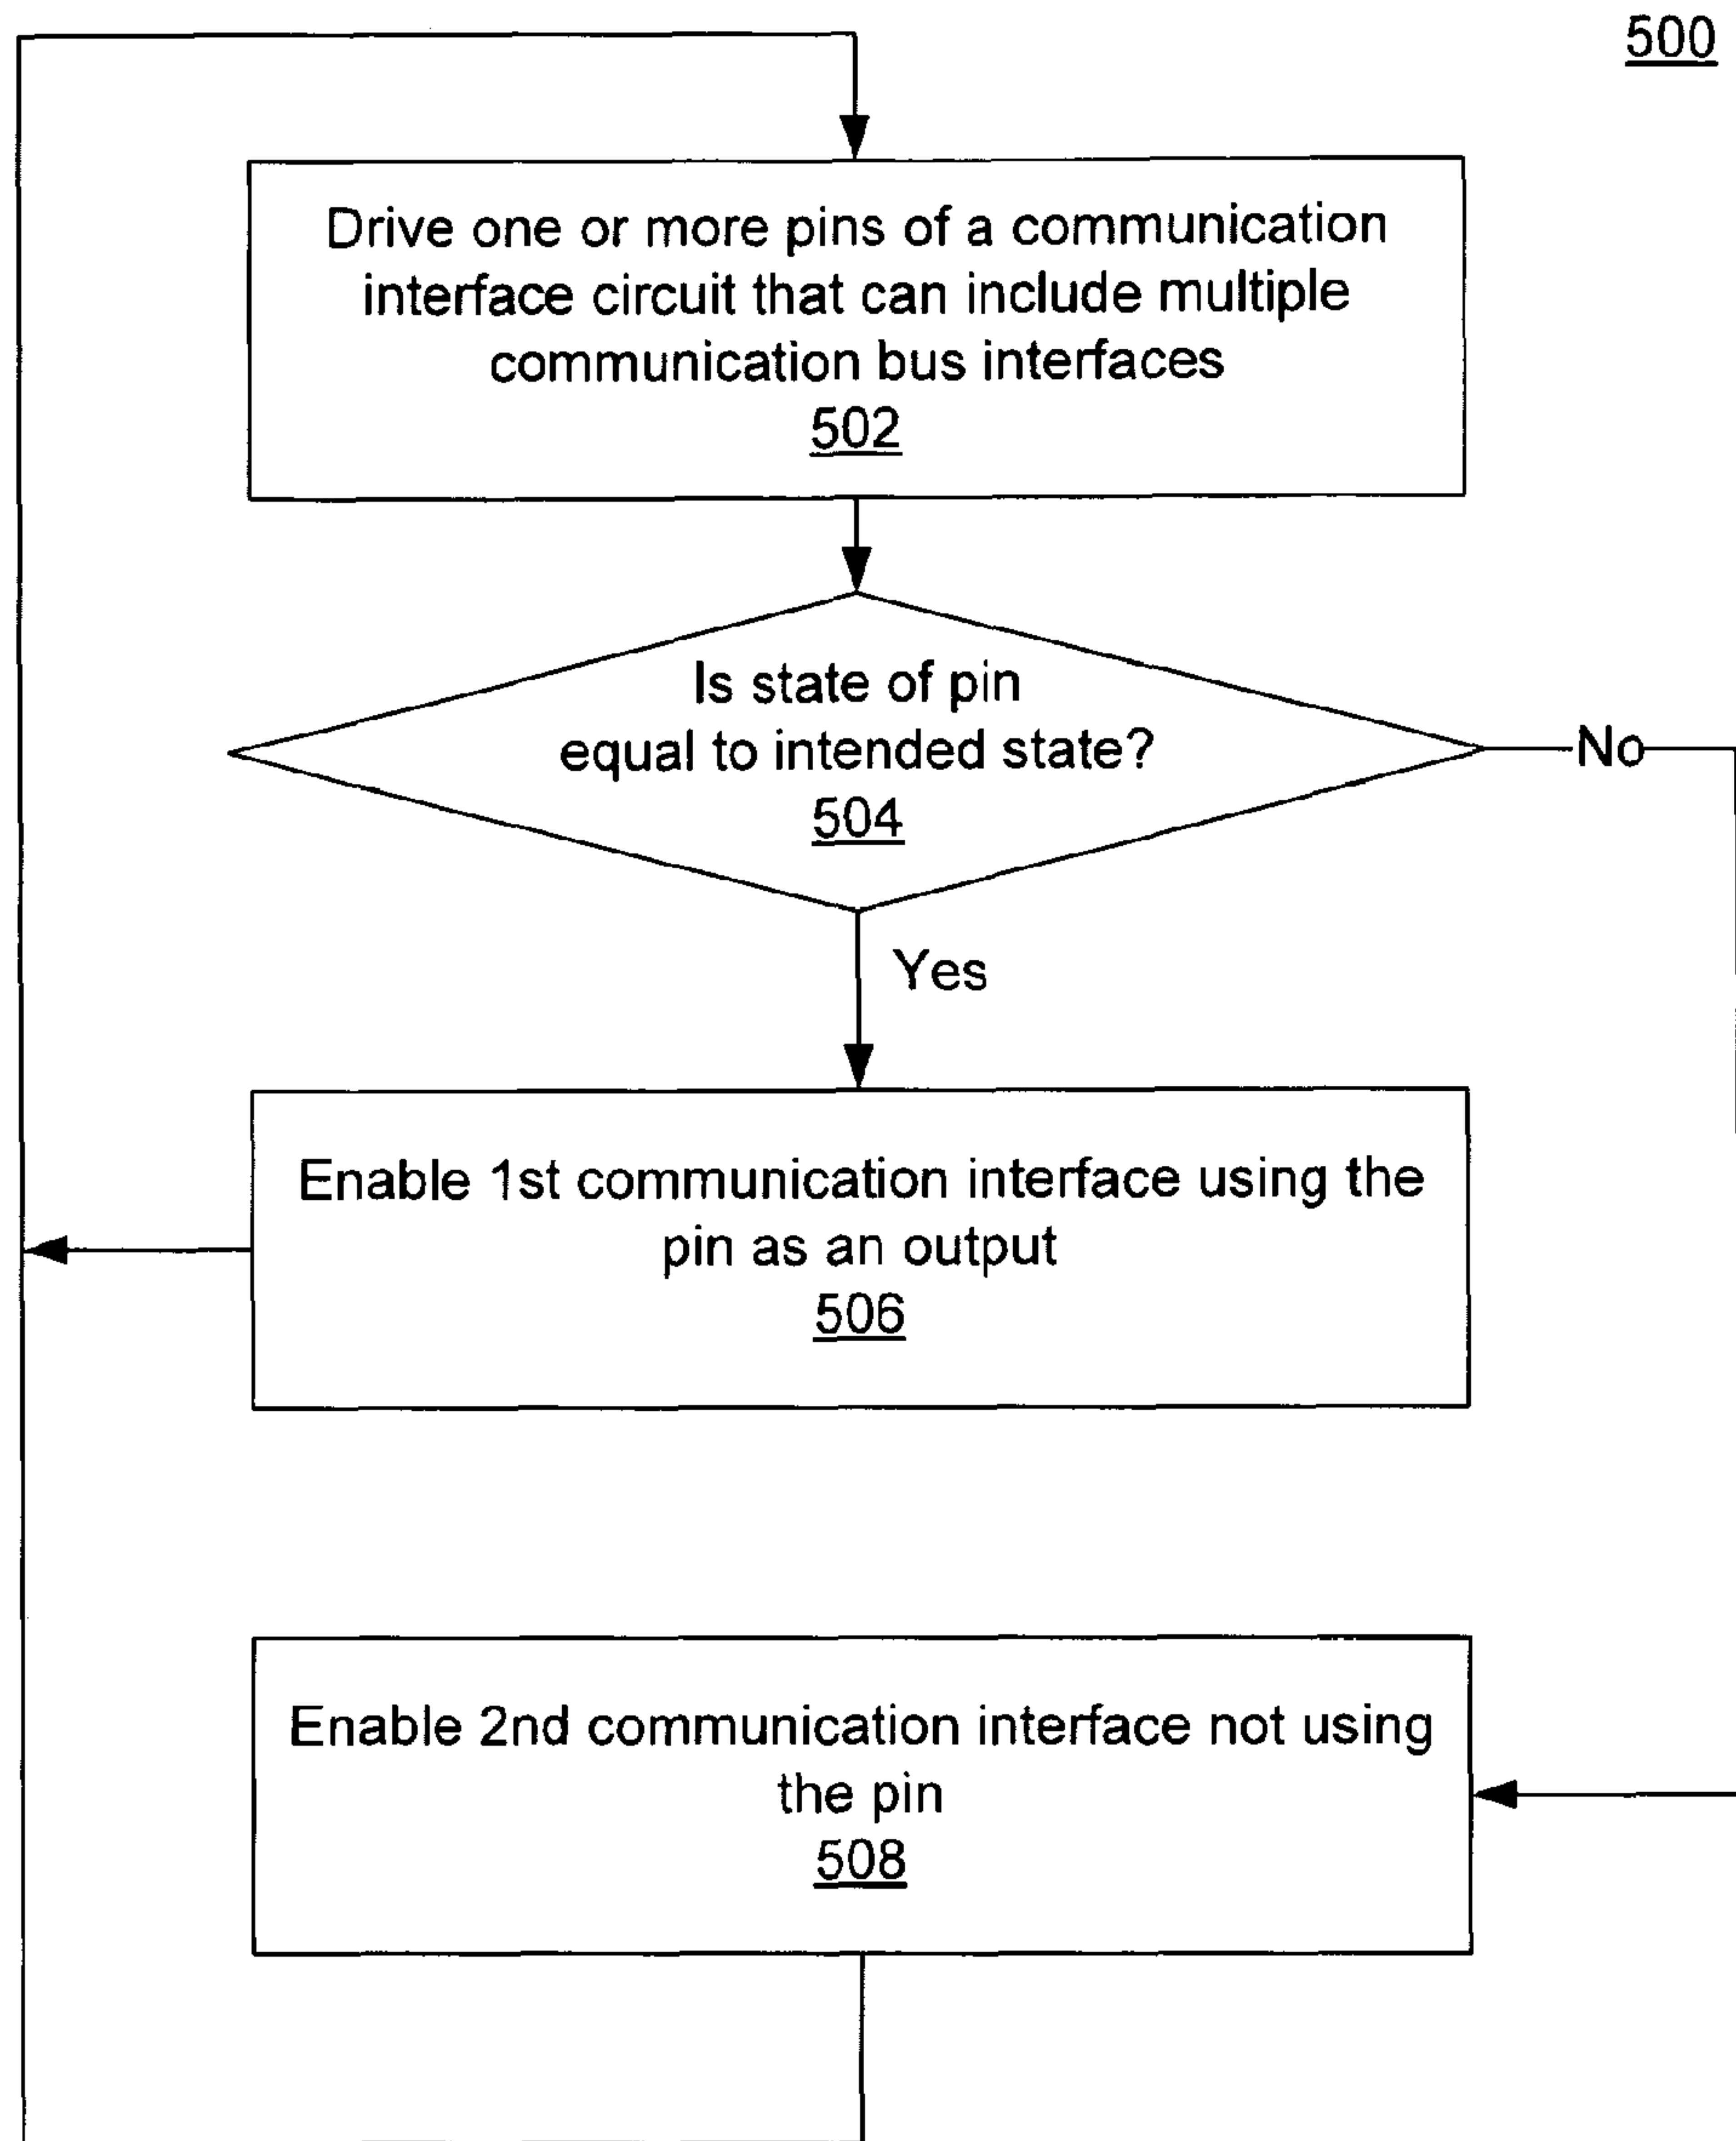 500
Drive one or more pins of a communication
interface circuit that can include multiple
communication bus interfaces
502
Is state of pin
equal to intended state?
504
No
Yes
Enable 1st communication interface using the
pin as an output
506
Enable 2nd communication interface not using
the pin
508